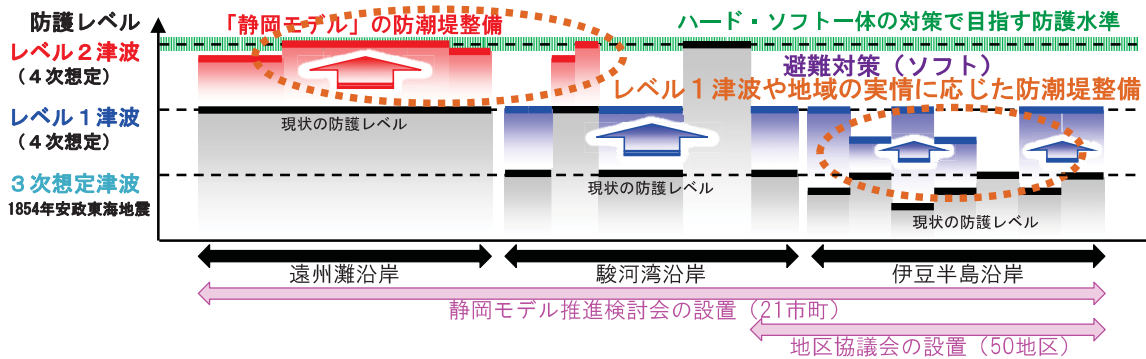 防護レベル
レベル２津波
（４次想定）
レベル１津波
（４次想定）
３次想定津波
1854年安政東海地震
「静岡モデル」の防潮堤整備
ハード・ソフト一体の対策で目指す防護水準
避難対策（ソフト）
レベル１津波や地域の実情に応じた防潮堤整備
現状の防護レベル
現状の防護レベル
現状の防護レベル
遠州灘沿岸
駿河湾沿岸
伊豆半島沿岸
静岡モデル推進検討会の設置（21市町）
地区協議会の設置（50地区）